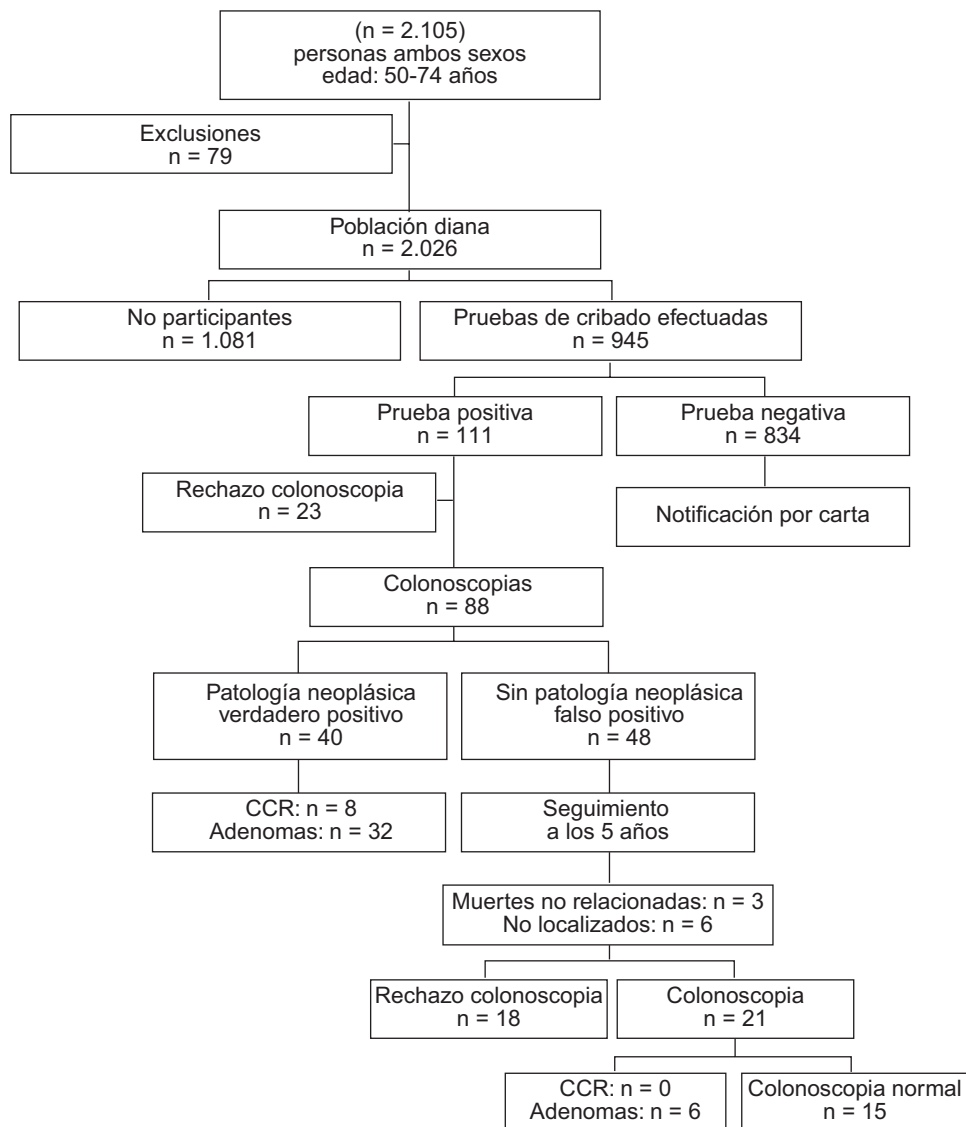 (n = 2.105)
personas ambos sexos
edad: 50-74 años
Exclusiones
n = 79
Población diana
n = 2.026
No participantes
n = 1.081
Pruebas de cribado efectuadas
n = 945
Prueba positiva
n = 111
Prueba negativa
n = 834
Rechazo colonoscopia
n = 23
Notificación por carta
Colonoscopias
n = 88
Patología neoplásica
verdadero positivo
n = 40
Sin patología neoplásica
falso positivo
n = 48
CCR: n = 8
Adenomas: n = 32
Seguimiento
a los 5 años
Muertes no relacionadas: n = 3
No localizados: n = 6
Rechazo colonoscopia
n = 18
Colonoscopia
n = 21
CCR: n = 0
Adenomas: n = 6
Colonoscopia normal
n = 15